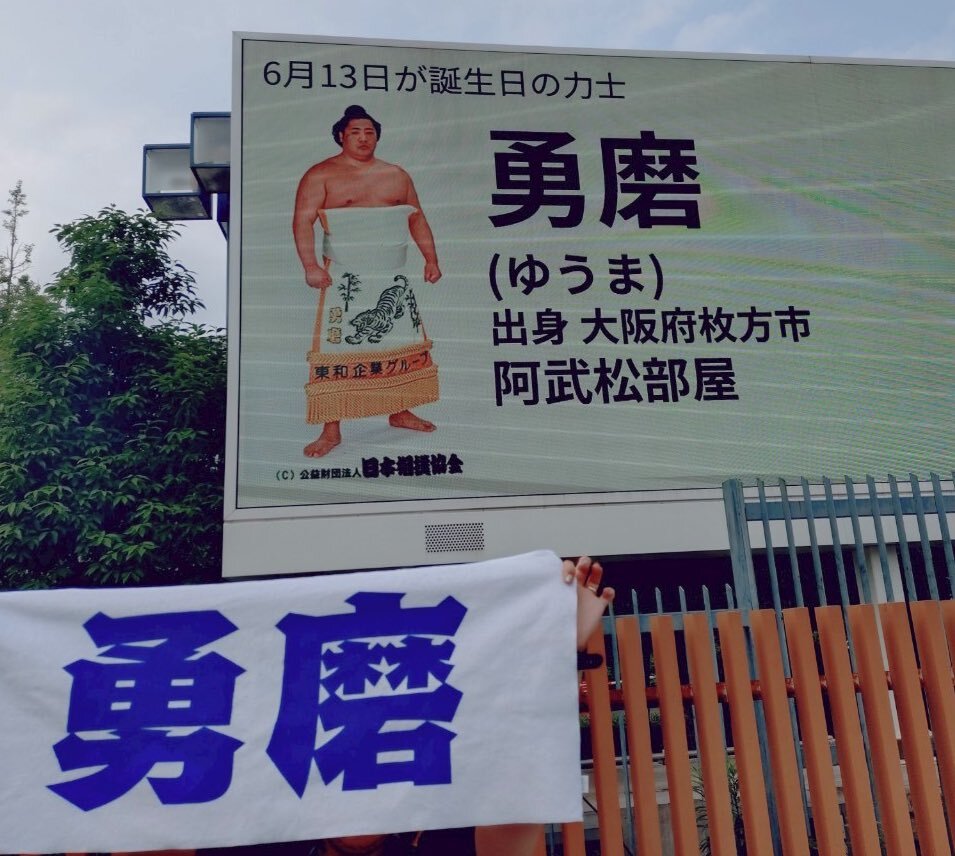 6月13日が誕生日の力士
勇磨
(ゆうま)
出身 大阪府枚方市
阿武松部屋
勇磨
東和企業グループ
(C) 公益財団法人 日本相撲協会
勇磨